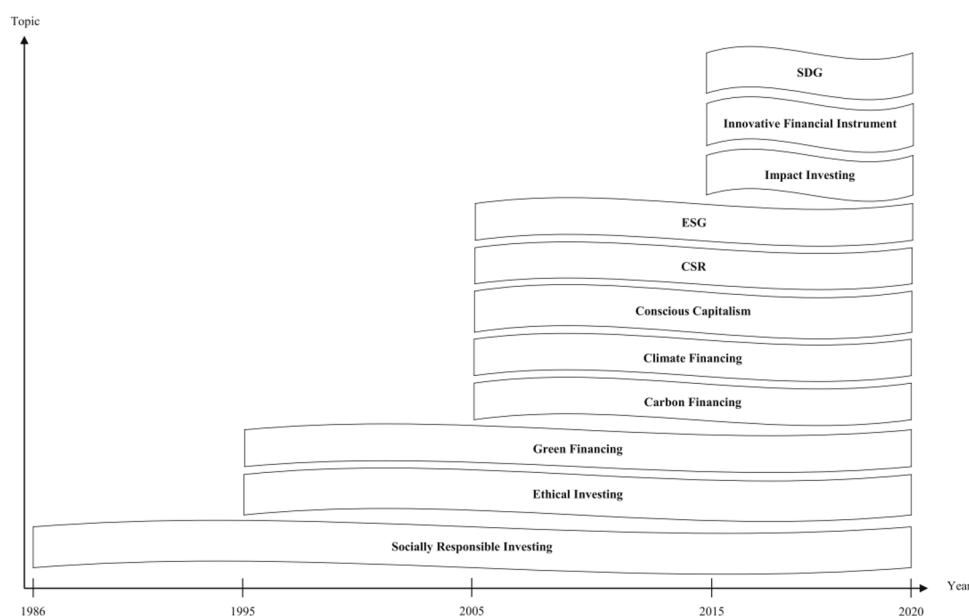 Topic
SDG
Innovative Financial Instrument
Impact Investing
ESG
CSR
Conscious Capitalism
Climate Financing
Carbon Financing
Green Financing
Ethical Investing
Socially Responsible Investing
Year
1986 1995 2005 2015 2020